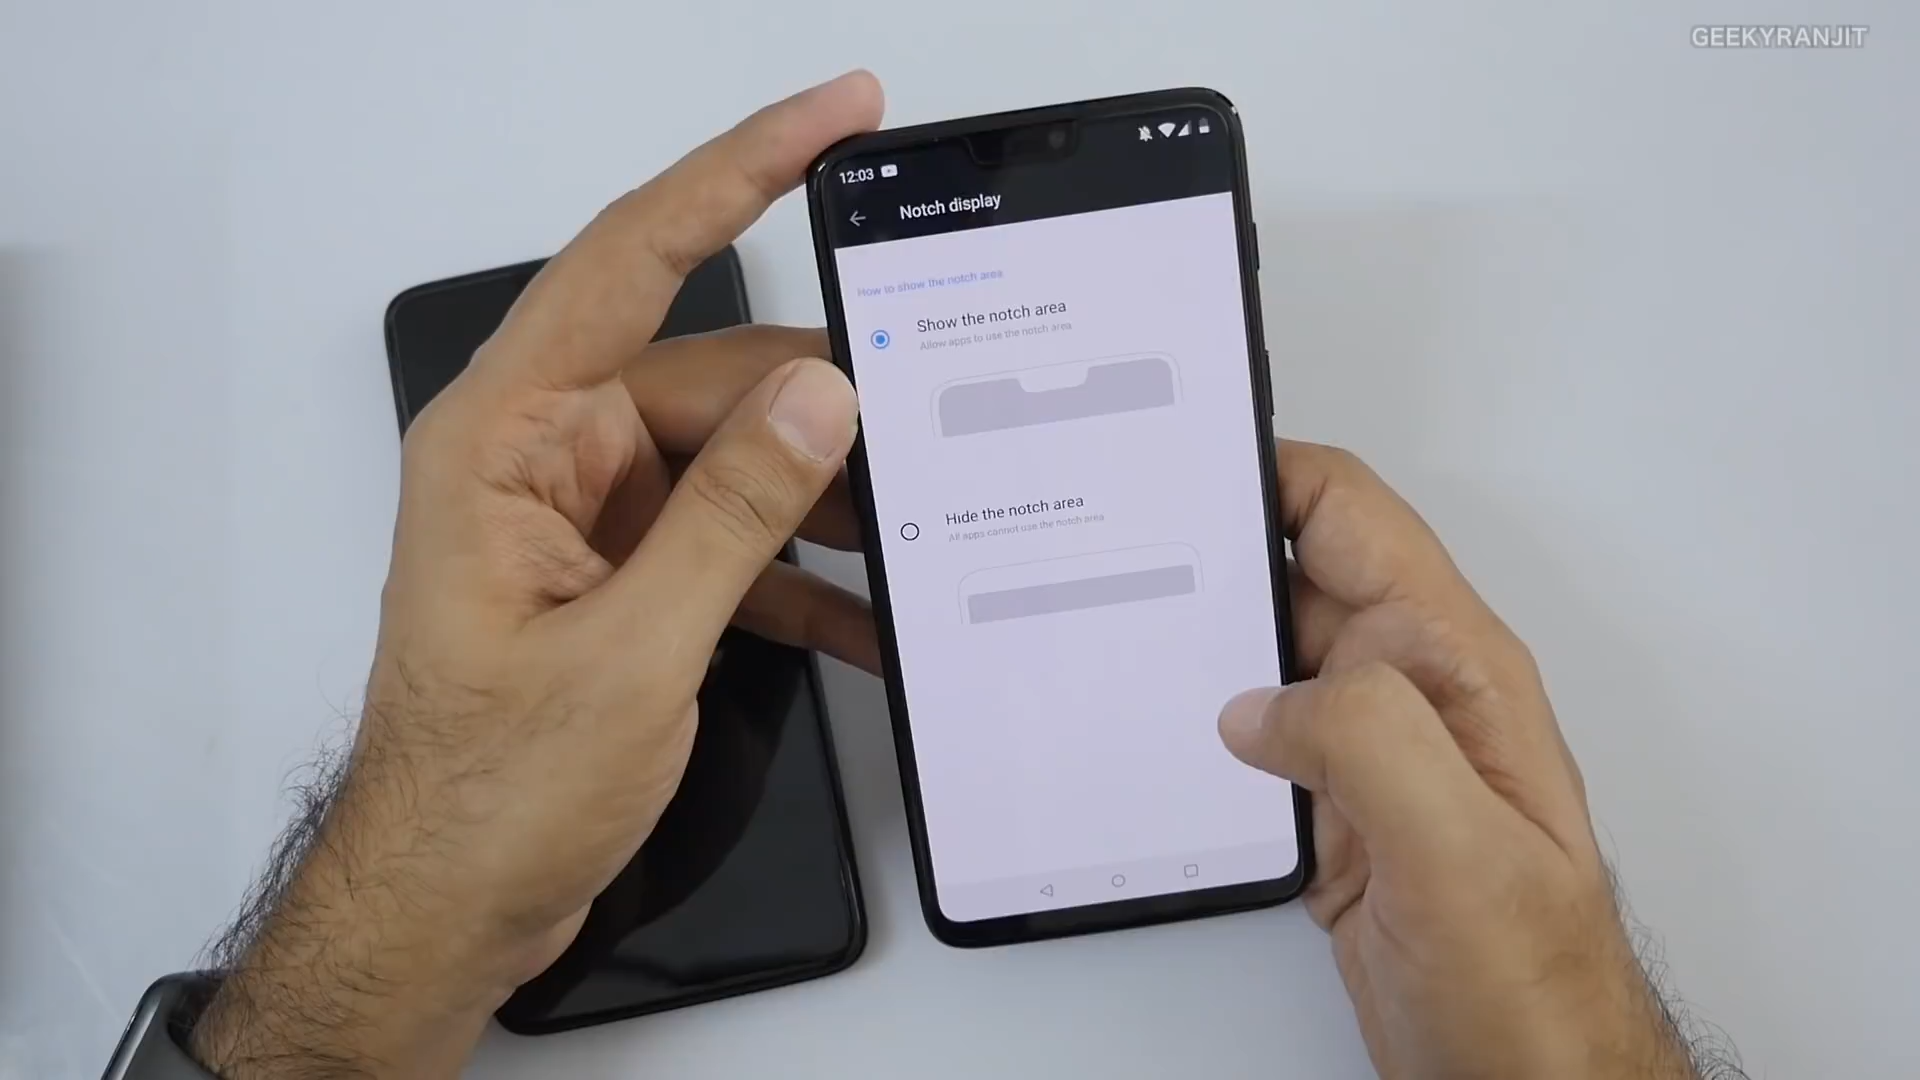 GEEKYRANJIT
12:03
Notch display
How to show the notch area
Show the notch area
Allow apps to use the notch area
Hide the notch area
All apps cannot use the notch area